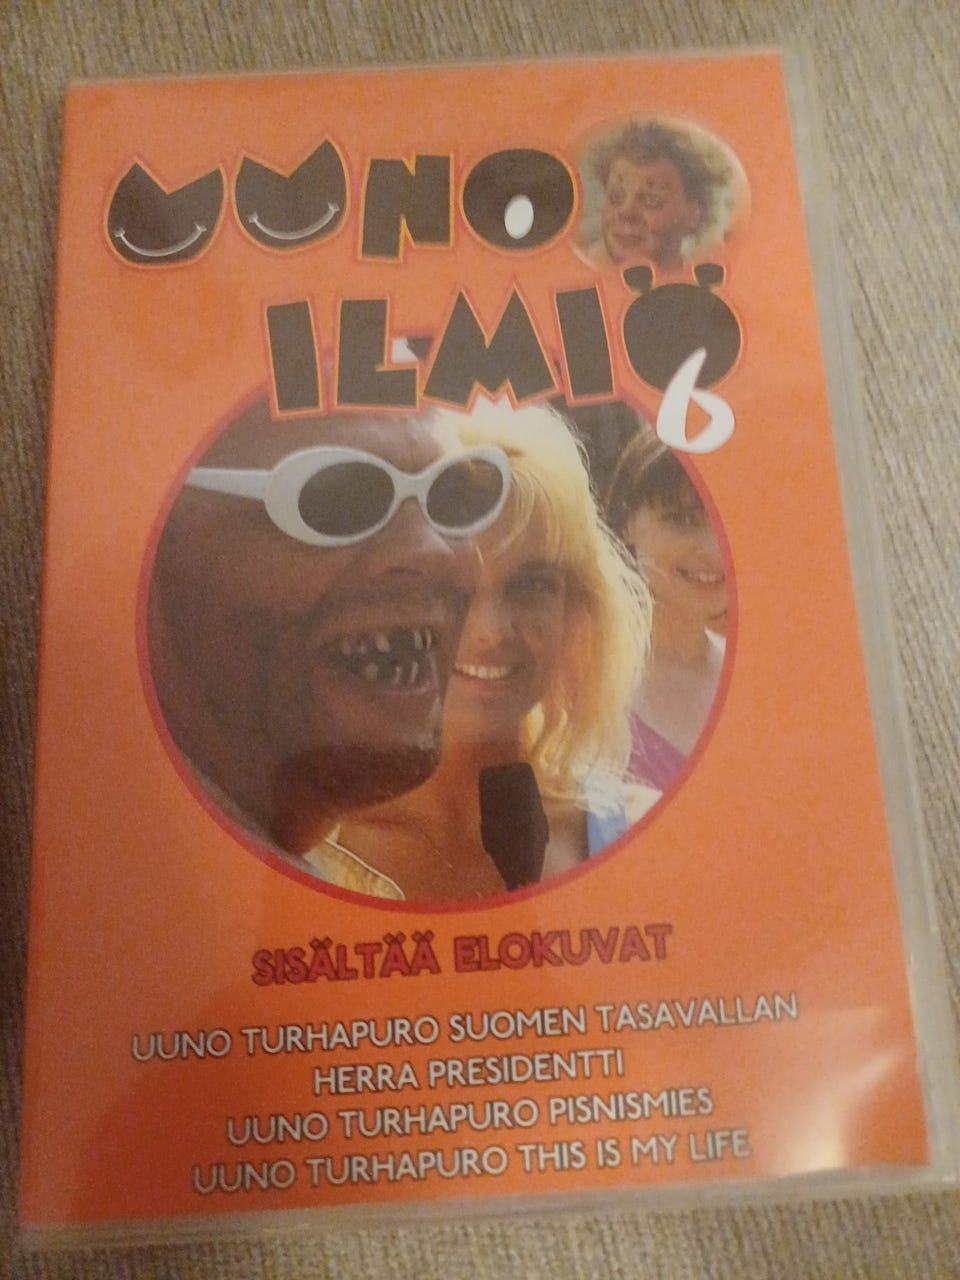 UUNO
ILMIÖ
6
SISÄLTÄÄ ELOKUVAT
UUNO TURHAPURO SUOMEN TASAVALLAN
HERRA PRESIDENTTI
UUNO TURHAPURO PISNISMIES
UUNO TURHAPURO THIS IS MY LIFE